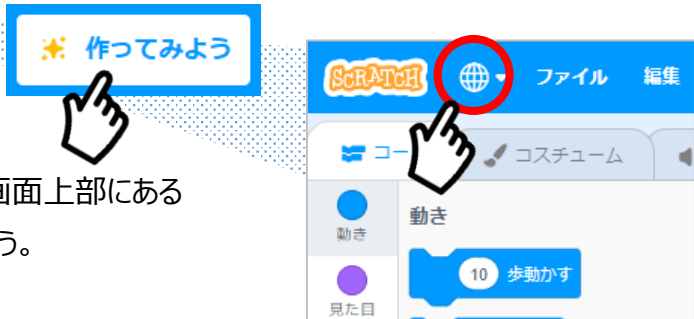 作ってみよう
画面上部にある
う。
SCRATCH
ファイル 編集
コスチューム
動き
動き
10 歩動かす
見た目